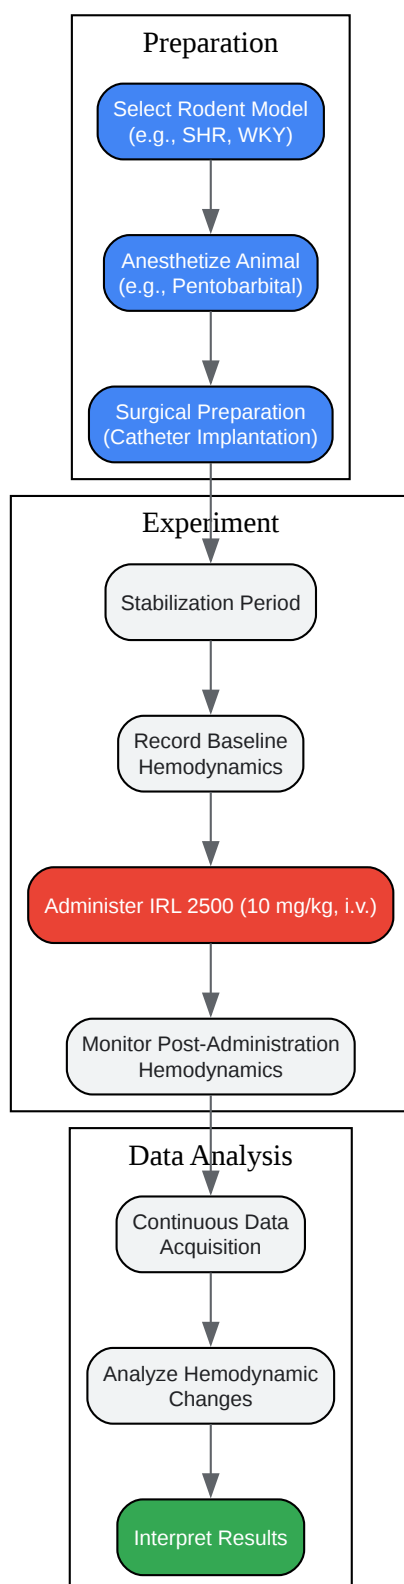 Preparation
Select Rodent Model
(e.g., SHR, WKY)
Anesthetize Animal
(e.g., Pentobarbital)
Surgical Preparation
(Catheter Implantation)
Experiment
Stabilization Period
Record Baseline
Hemodynamics
Administer IRL 2500 (10 mg/kg, i.v.)
Monitor Post-Administration
Hemodynamics
Data Analysis
Continuous Data
Acquisition
Analyze Hemodynamic
Changes
Interpret Results